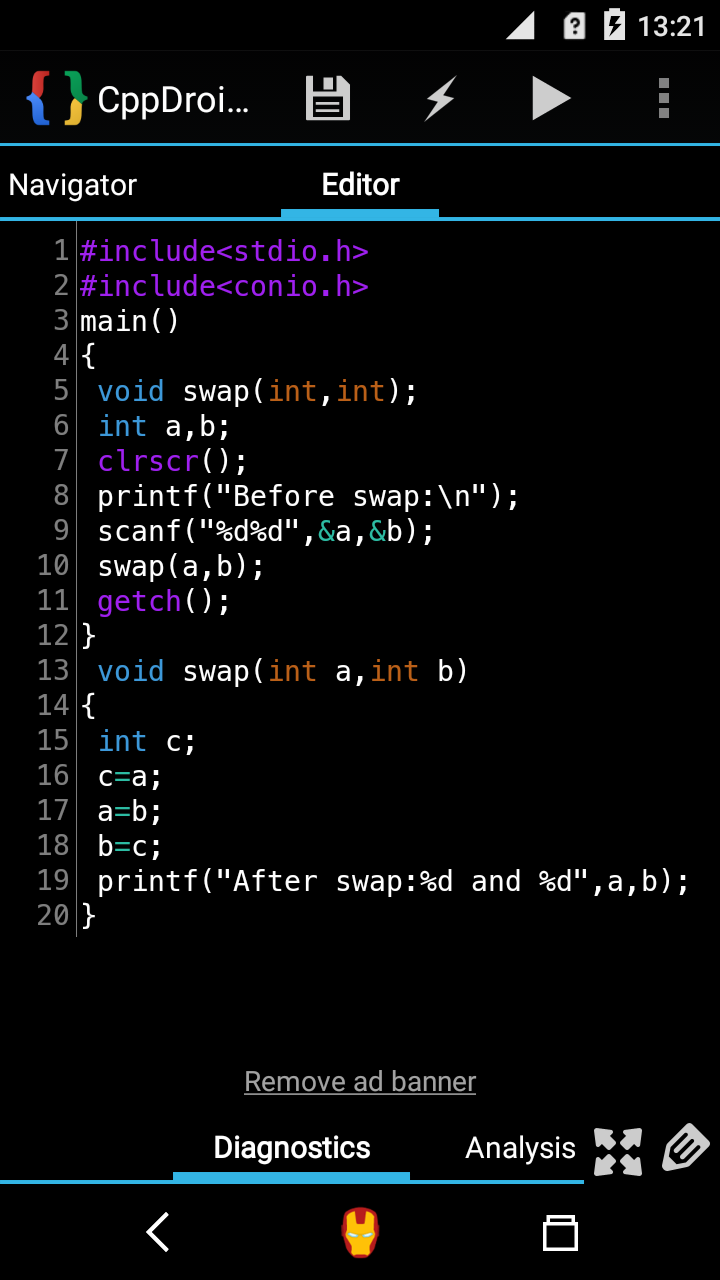 13:21
CppDroi...
Navigator
Editor
1 #include<stdio.h>
2 #include<conio.h>
3 main()
4 {
5 void swap(int,int);
6 int a,b;
7 clrscr();
8 printf("Before swap:\n");
9 scanf("%d%d",&a,&b);
10 swap(a,b);
11 getch();
12 }
13 void swap(int a,int b)
14 {
15 int c;
16 c=a;
17 a=b;
18 b=c;
19 printf("After swap:%d and %d",a,b);
20 }
Remove ad banner
Diagnostics
Analysis